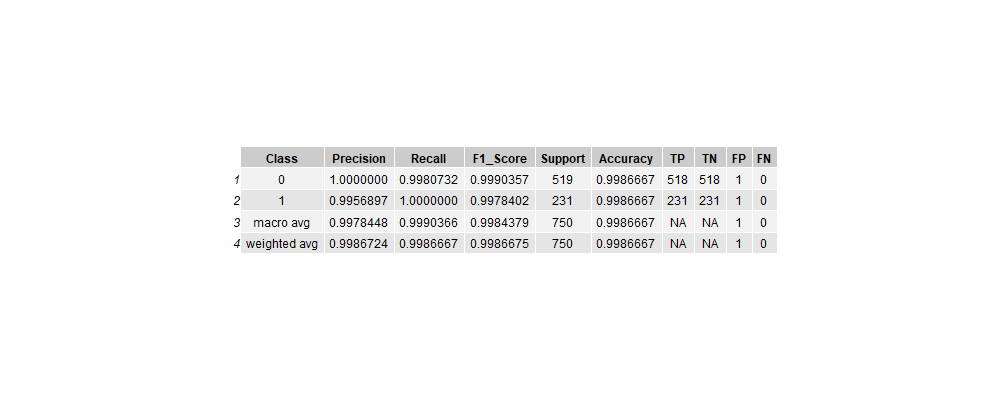 Class Precision Recall F1_Score Support Accuracy TP TN FP FN
1 0 1.0000000 0.9980732 0.9990357 519 0.9986667 518 518 1 0
2 1 0.9956897 1.0000000 0.9978402 231 0.9986667 231 231 1 0
3 macro avg 0.9978448 0.9990366 0.9984379 750 0.9986667 NA NA 1 0
4 weighted avg 0.9986724 0.9986667 0.9986675 750 0.9986667 NA NA 1 0